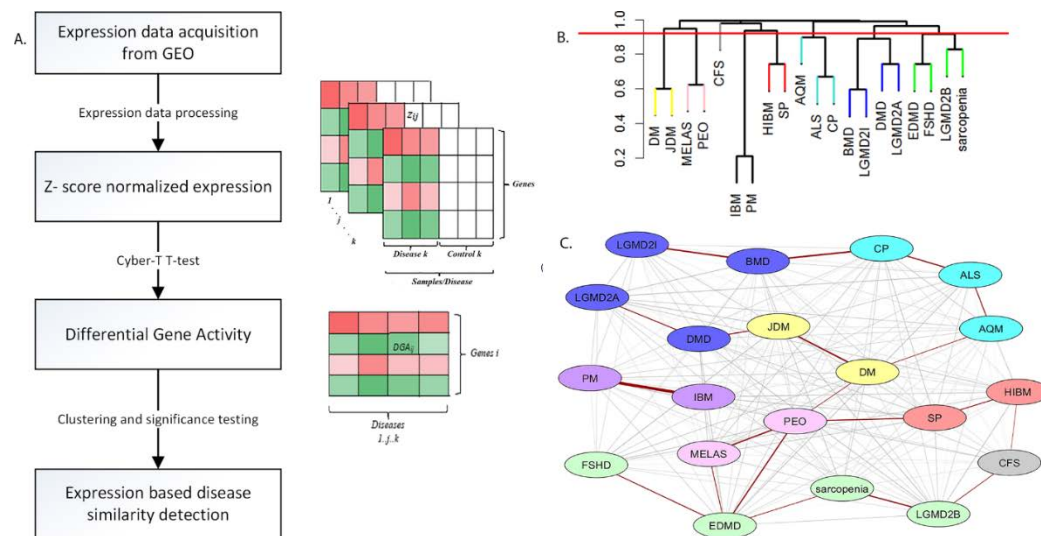 A.
Expression data acquisition
from GEO
Expression data processing
Z- score normalized expression
Cyber-T T-test
Differential Gene Activity
Clustering and significance testing
Expression based disease
similarity detection
zij
Genes
1
j
k
Disease k
Control k
Samples/Disease
DGAij
Genes i
Diseases
1..j..k
B.
1.0
0.8
0.6
0.4
0.2
DM
JDM
MELAS
PEO
CFS
IBM
PM
HIBM
SP
AQM
ALS
CP
BMD
LGMD2I
DMD
LGMD2A
EDMD
FSHD
LGMD2B
sarcopenia
C.
LGMD2I
BMD
CP
ALS
LGMD2A
DMD
JDM
AQM
DM
PM
IBM
HIBM
PEO
SP
MELAS
CFS
FSHD
sarcopenia
LGMD2B
EDMD